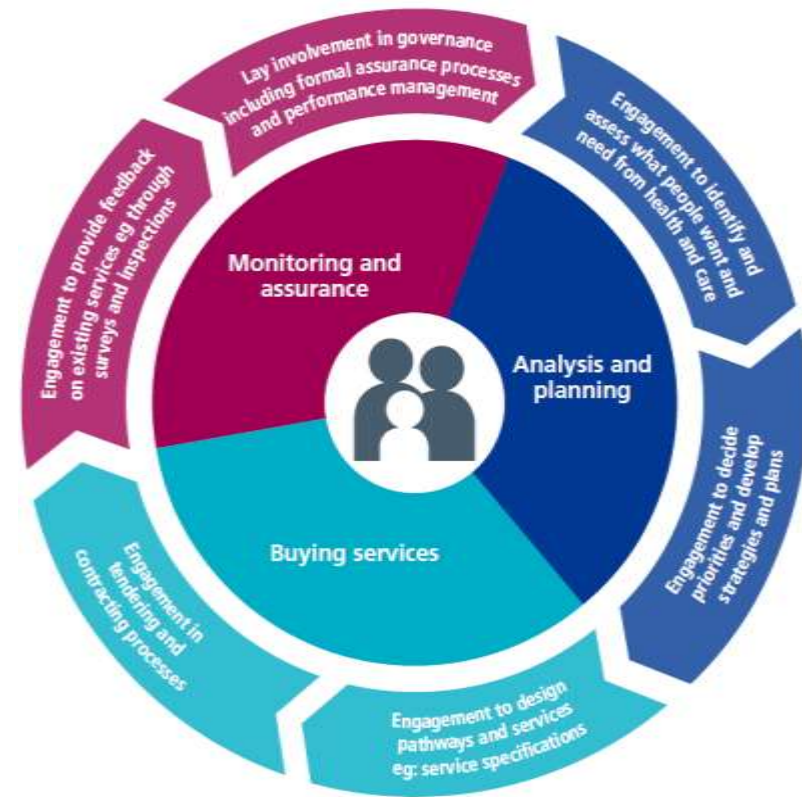 Lay involvement in governance
including formal assurance processes
and performance management
Engagement to identify and
assess what people want and
need from health and care
Engagement to decide
priorities and develop
strategies and plans
Engagement to design
pathways and services
eg: service specifications
Engagement in
tendering and
contracting processes
Engagement to provide feedback
on existing services eg through
surveys and inspections
Monitoring and
assurance
Analysis and
planning
Buying services